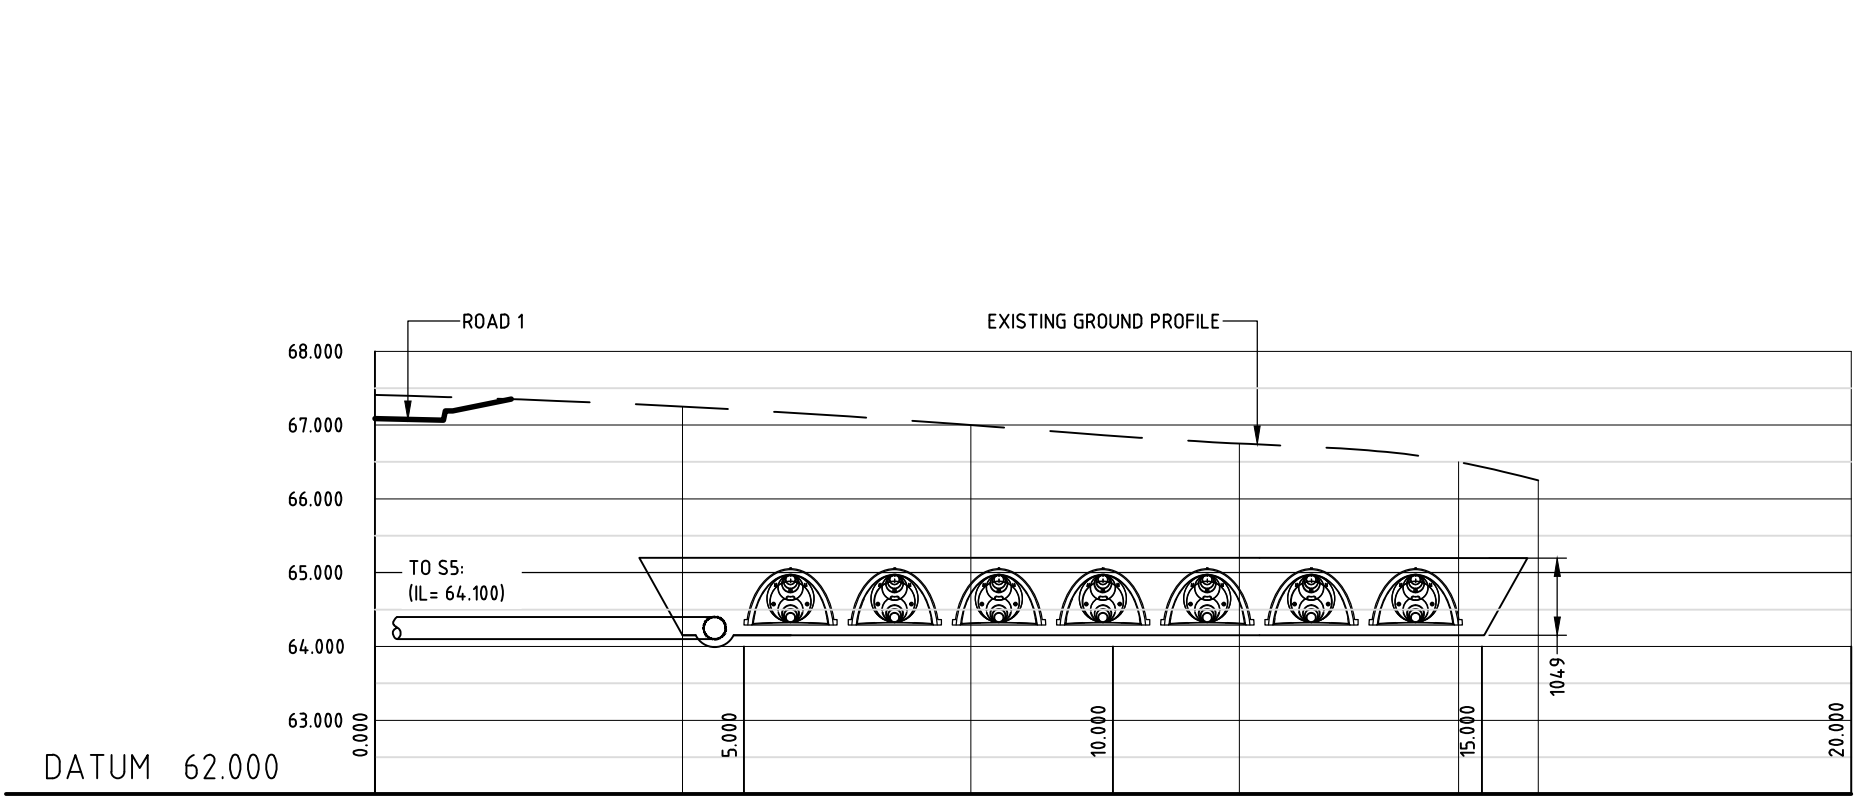 ROAD 1
EXISTING GROUND PROFILE
68.000
67.000
66.000
65.000
TO S5:
(IL= 64.100)
64.000
1049
63.000
0.000
5.000
10.000
15.000
20.000
DATUM 62.000